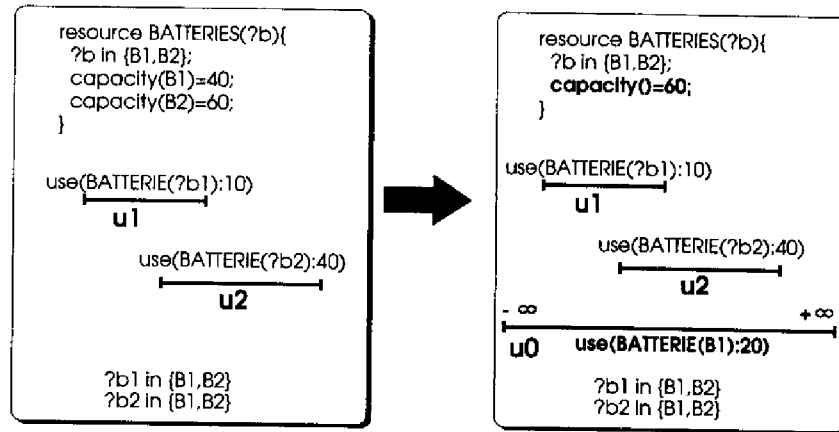 resource BATTERIES(?b){
?b in {B1,B2};
capacity(B1)=40;
capacity(B2)=60;
}
use(BATTERIE(?b1):10)
u1
use(BATTERIE(?b2):40)
u2
?b1 in {B1,B2}
?b2 in {B1,B2}
resource BATTERIES(?b){
?b in {B1,B2};
capacity()=60;
}
use(BATTERIE(?b1):10)
u1
use(BATTERIE(?b2):40)
u2
- ∞ + ∞
u0 use(BATTERIE(B1):20)
?b1 in {B1,B2}
?b2 in {B1,B2}